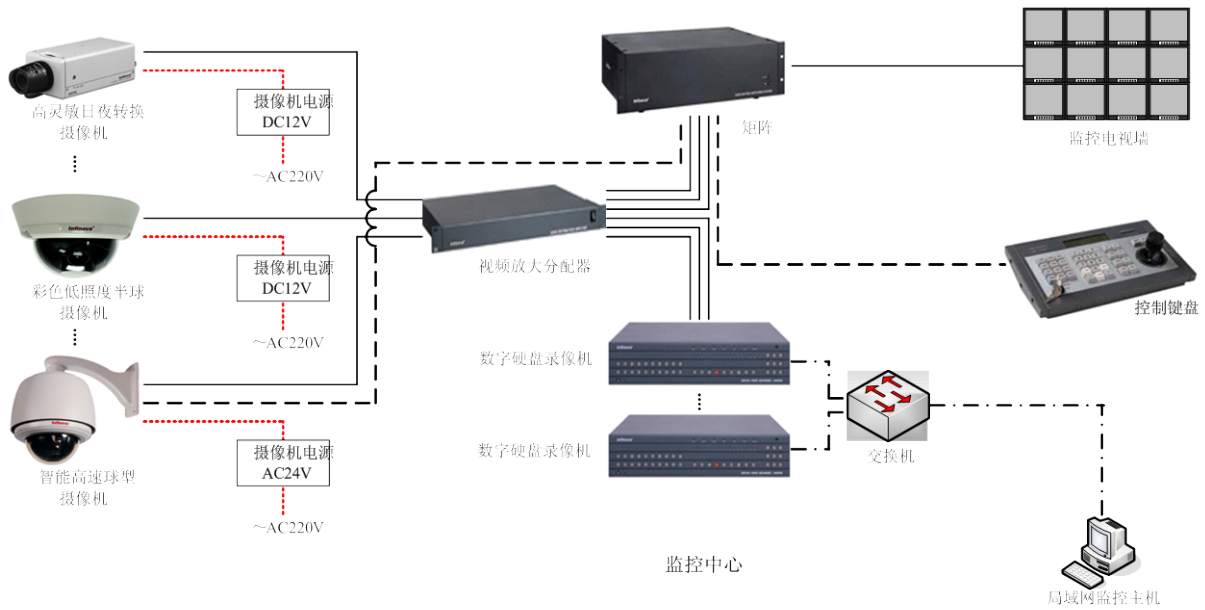 高灵敏日夜转换
摄像机
摄像机电源
DC12V
～AC220V
infinova
彩色低照度半球
摄像机
摄像机电源
DC12V
～AC220V
智能高速球型
摄像机
摄像机电源
AC24V
～AC220V
视频放大分配器
矩阵
监控电视墙
控制键盘
数字硬盘录像机
数字硬盘录像机
交换机
监控中心
局域网监控主机